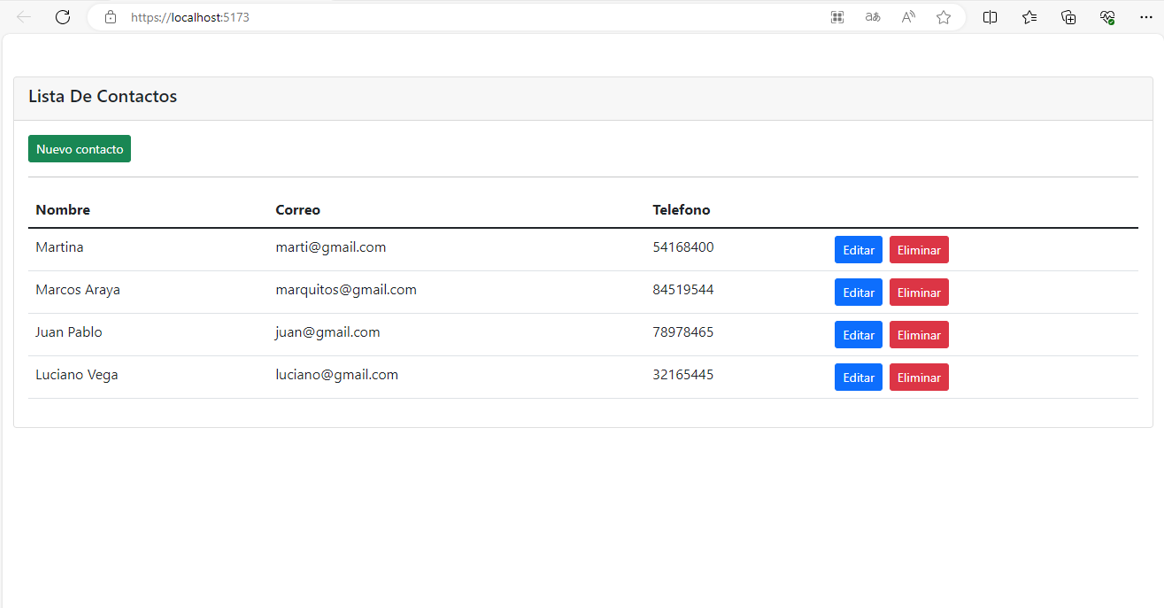 https://localhost:5173
Lista De Contactos
Nuevo contacto
Nombre Correo Telefono
Martina marti@gmail.com 54168400 Editar Eliminar
Marcos Araya marquitos@gmail.com 84519544 Editar Eliminar
Juan Pablo juan@gmail.com 78978465 Editar Eliminar
Luciano Vega luciano@gmail.com 32165445 Editar Eliminar